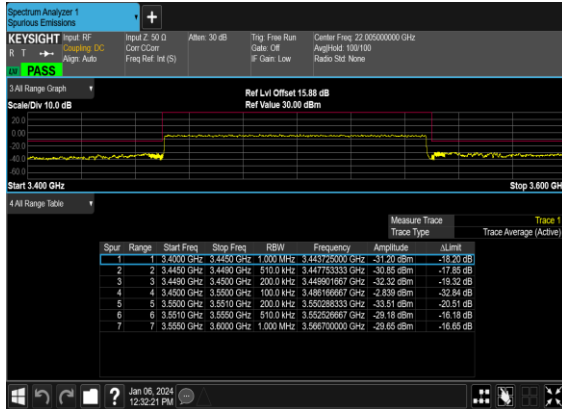 Spectrum Analyzer 1
Spurious Emissions
KEYSIGHT Input: RF Input Z: 50 Ω Atten: 30 dB Trig: Free Run Center Freq: 22.005000000 GHz
R T Coupling: DC Corr CCorr Gate: Off Avg|Hold: 100/100
Align: Auto Freq Ref: Int (S) IF Gain: Low Radio Std: None
PASS
3 All Range Graph
Ref Lvl Offset 15.88 dB
Scale/Div 10.0 dB Ref Value 30.00 dBm
20.0
0.00
-20.0
-40.0
-60.0
Start 3.400 GHz Stop 3.600 GH
4 All Range Table
Measure Trace Trace 1
Trace Type Trace Average (Active)
Spur Range Start Freq Stop Freq RBW Frequency Amplitude ΔLimit
1 1 3.4000 GHz 3.4450 GHz 1.000 MHz 3.443725000 GHz -31.20 dBm -18.20 dB
2 2 3.4450 GHz 3.4490 GHz 510.0 kHz 3.447753333 GHz -30.85 dBm -17.85 dB
3 3 3.4490 GHz 3.4500 GHz 200.0 kHz 3.449901667 GHz -32.32 dBm -19.32 dB
4 4 3.4500 GHz 3.5500 GHz 100.0 kHz 3.486166667 GHz -2.839 dBm -32.84 dB
5 5 3.5500 GHz 3.5510 GHz 200.0 kHz 3.550288333 GHz -33.51 dBm -20.51 dB
6 6 3.5510 GHz 3.5550 GHz 510.0 kHz 3.552526667 GHz -29.18 dBm -16.18 dB
7 7 3.5550 GHz 3.6000 GHz 1.000 MHz 3.566700000 GHz -29.65 dBm -16.65 dB
? Jan 06, 2024
12:32:21 PM